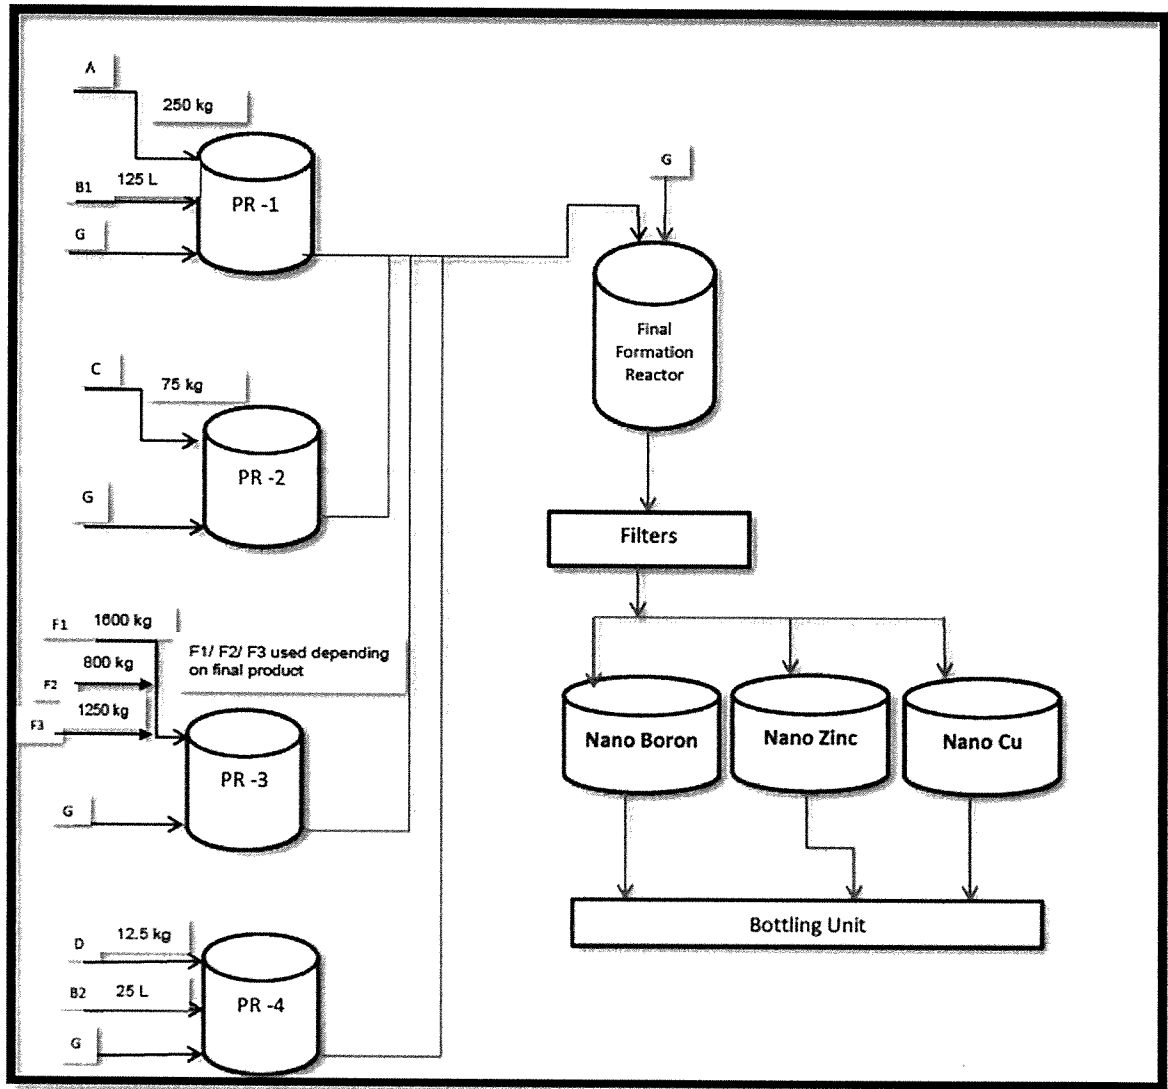 A
250 kg
B1
125 L
PR -1
G
G
Final
Formation
Reactor
C
75 kg
PR -2
G
Filters
F1
1600 kg
F1/ F2/ F3 used depending
on final product
800 kg
F2
1250 kg
F3
PR -3
G
Nano Boron
Nano Zinc
Nano Cu
D
12.5 kg
B2
25 L
PR -4
G
Bottling Unit